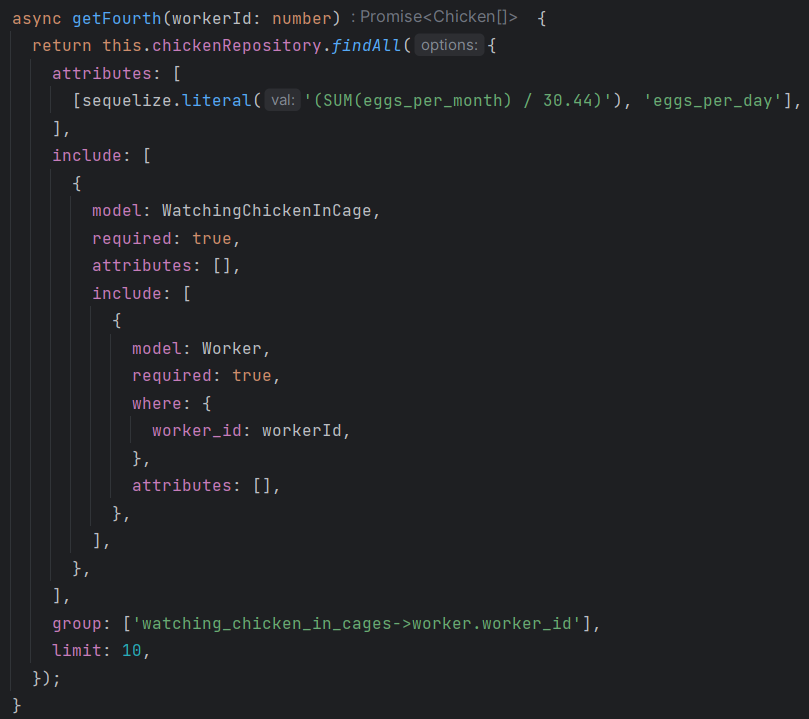 async getFourth(workerId: number) : Promise<Chicken[]> {
return this.chickenRepository.findAll( options: {
attributes: [
[sequelize.literal( val: '(SUM(eggs_per_month) / 30.44)'), 'eggs_per_day'],
],
include: [
{
model: WatchingChickenInCage,
required: true,
attributes: [],
include: [
{
model: Worker,
required: true,
where: {
worker_id: workerId,
},
attributes: [],
},
],
},
],
group: ['watching_chicken_in_cages->worker.worker_id'],
limit: 10,
});
}